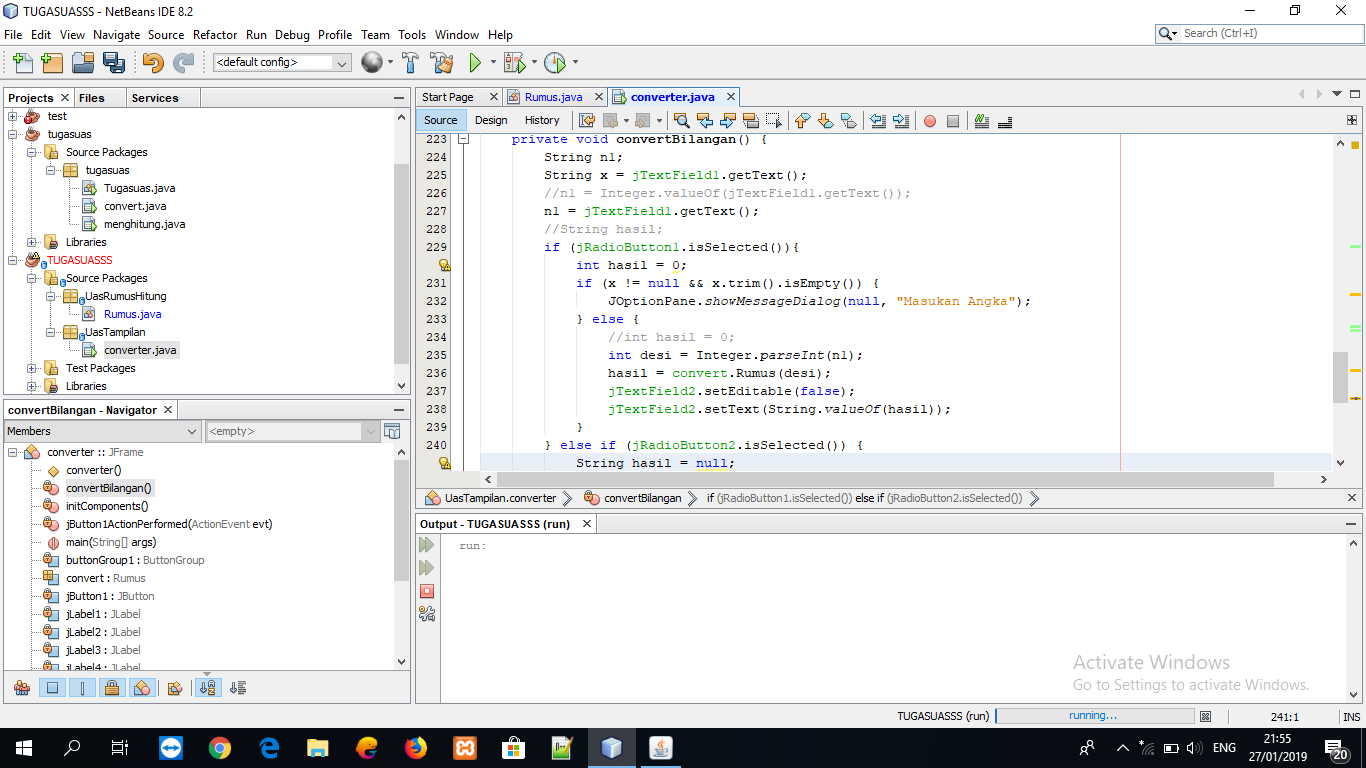 TUGASUASSS - NetBeans IDE 8.2
File Edit View Navigate Source Refactor Run Debug Profile Team Tools Window Help
Search (Ctrl+I)
<default config>
Projects Files Services
test
tugasuas
Source Packages
tugasuas
Tugasuas.java
convert.java
menghitung.java
Libraries
TUGASUASSS
Source Packages
UasRumusHitung
Rumus.java
UasTampilan
converter.java
Test Packages
Libraries
convertBilangan - Navigator
Members <empty>
converter :: JFrame
converter()
convertBilangan()
initComponents()
jButton1ActionPerformed(ActionEvent evt)
main(String[] args)
buttonGroup1 : ButtonGroup
convert : Rumus
jButton1 : JButton
jLabel1 : JLabel
jLabel2 : JLabel
jLabel3 : JLabel
jLabel4 : JLabel
Start Page Rumus.java converter.java
Source Design History
223 private void convertBilangan() {
224 String n1;
225 String x = jTextField1.getText();
226 //n1 = Integer.valueOf(jTextField1.getText());
227 n1 = jTextField1.getText();
228 //String hasil;
229 if (jRadioButton1.isSelected()){
int hasil = 0;
231 if (x != null && x.trim().isEmpty()) {
232 JOptionPane.showMessageDialog(null, "Masukan Angka");
233 } else {
234 //int hasil = 0;
235 int desi = Integer.parseInt(n1);
236 hasil = convert.Rumus(desi);
237 jTextField2.setEditable(false);
238 jTextField2.setText(String.valueOf(hasil));
239 }
240 } else if (jRadioButton2.isSelected()) {
String hasil = null;
UasTampilan.converter convertBilangan if (jRadioButton1.isSelected()) else if (jRadioButton2.isSelected())
Output - TUGASUASSS (run)
run:
Activate Windows
Go to Settings to activate Windows.
TUGASUASSS (run) running... 241:1 INS
ENG 21:55
27/01/2019
20